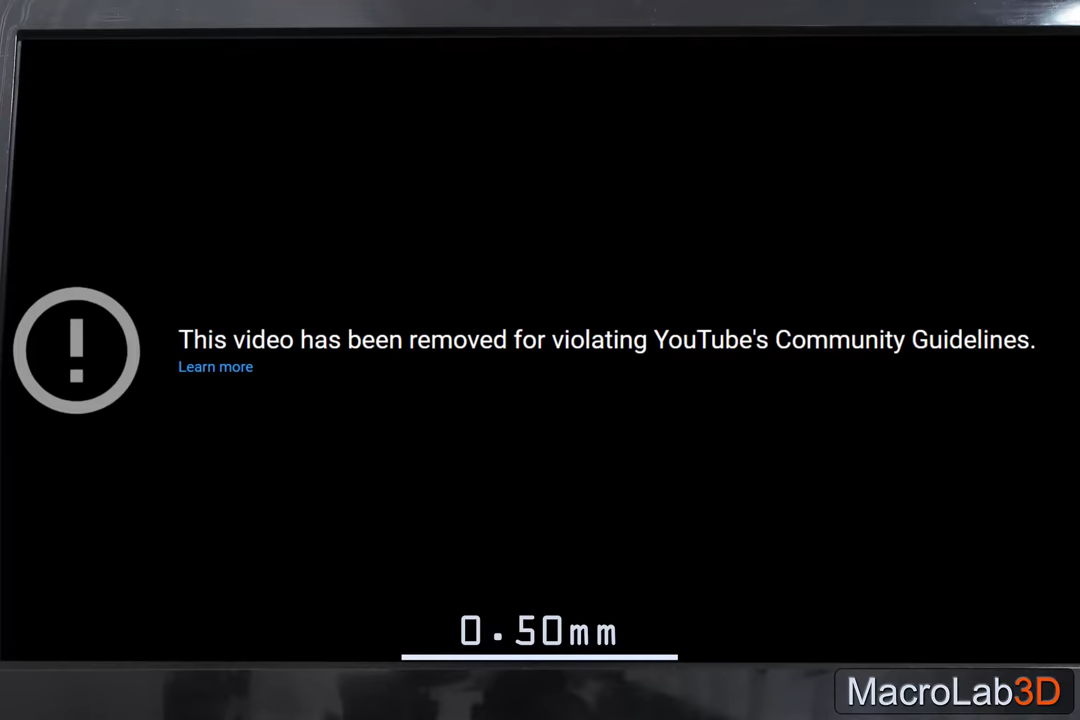 This video has been removed for violating YouTube's Community Guidelines.
Learn more
0.50mm
MacroLab3D